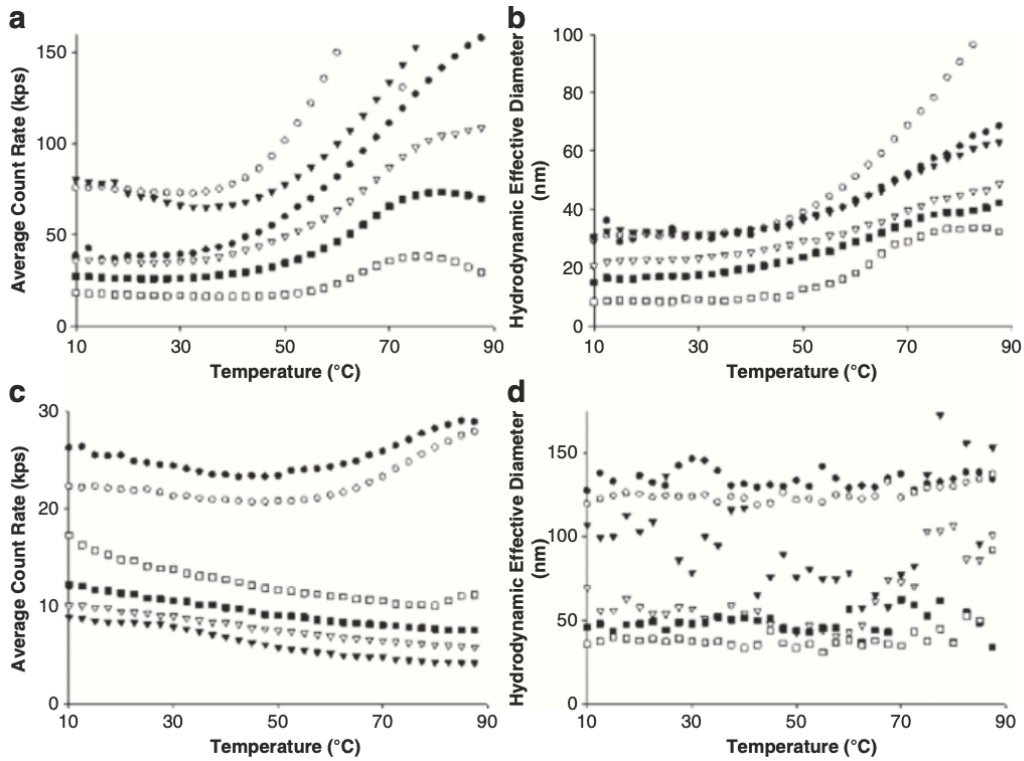 a
Average Count Rate (kps)
150
100
50
0
10 30 50 70 90
Temperature (°C)
b
Hydrodynamic Effective Diameter
(nm)
100
80
60
40
20
0
10 30 50 70 90
Temperature (°C)
c
Average Count Rate (kps)
30
20
10
0
10 30 50 70 90
Temperature (°C)
d
Hydrodynamic Effective Diameter
(nm)
150
100
50
0
10 30 50 70 90
Temperature (°C)